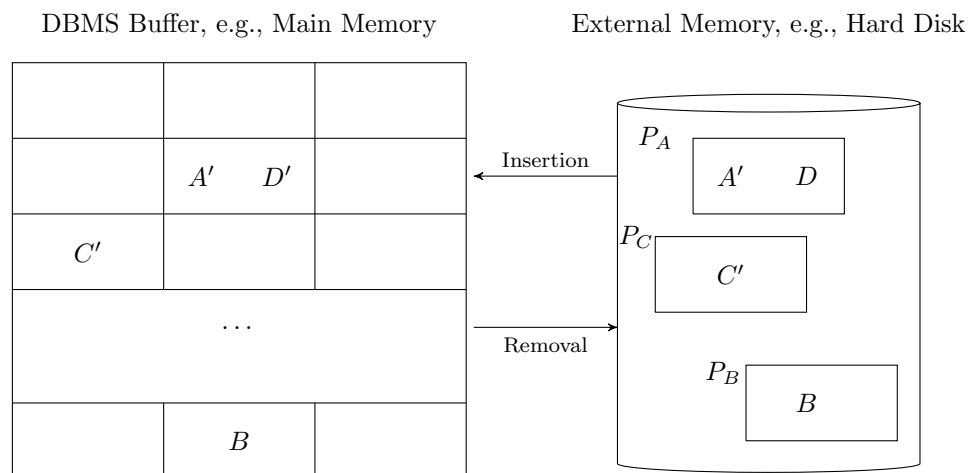 DBMS Buffer, e.g., Main Memory
External Memory, e.g., Hard Disk
A′ D′
C′
...
B
Insertion
Removal
P_A
A′ D
P_C
C′
P_B
B